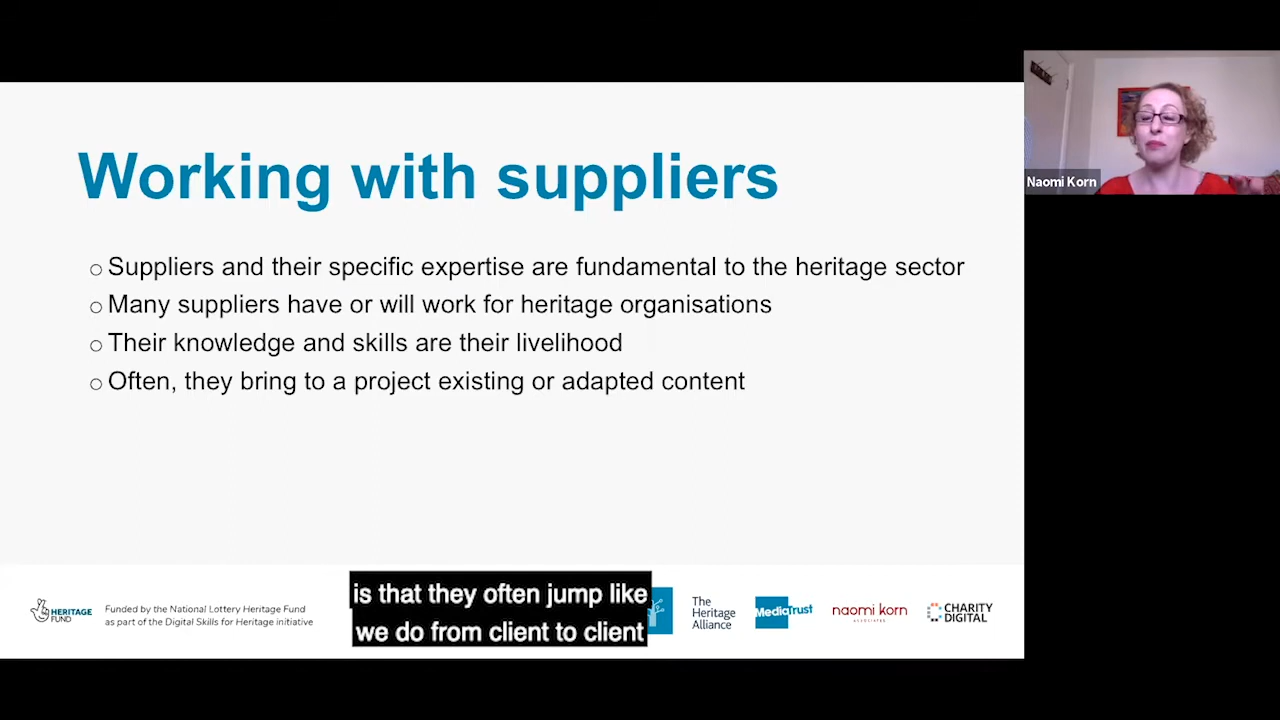 Working with suppliers
Naomi Korn
○ Suppliers and their specific expertise are fundamental to the heritage sector
○ Many suppliers have or will work for heritage organisations
○ Their knowledge and skills are their livelihood
○ Often, they bring to a project existing or adapted content
is that they often jump like
we do from client to client
HERITAGE
FUND
Funded by the National Lottery Heritage Fund
as part of the Digital Skills for Heritage initiative
The
Heritage
Alliance
MediaTrust
naomi korn
ASSOCIATES
CHARITY
DIGITAL